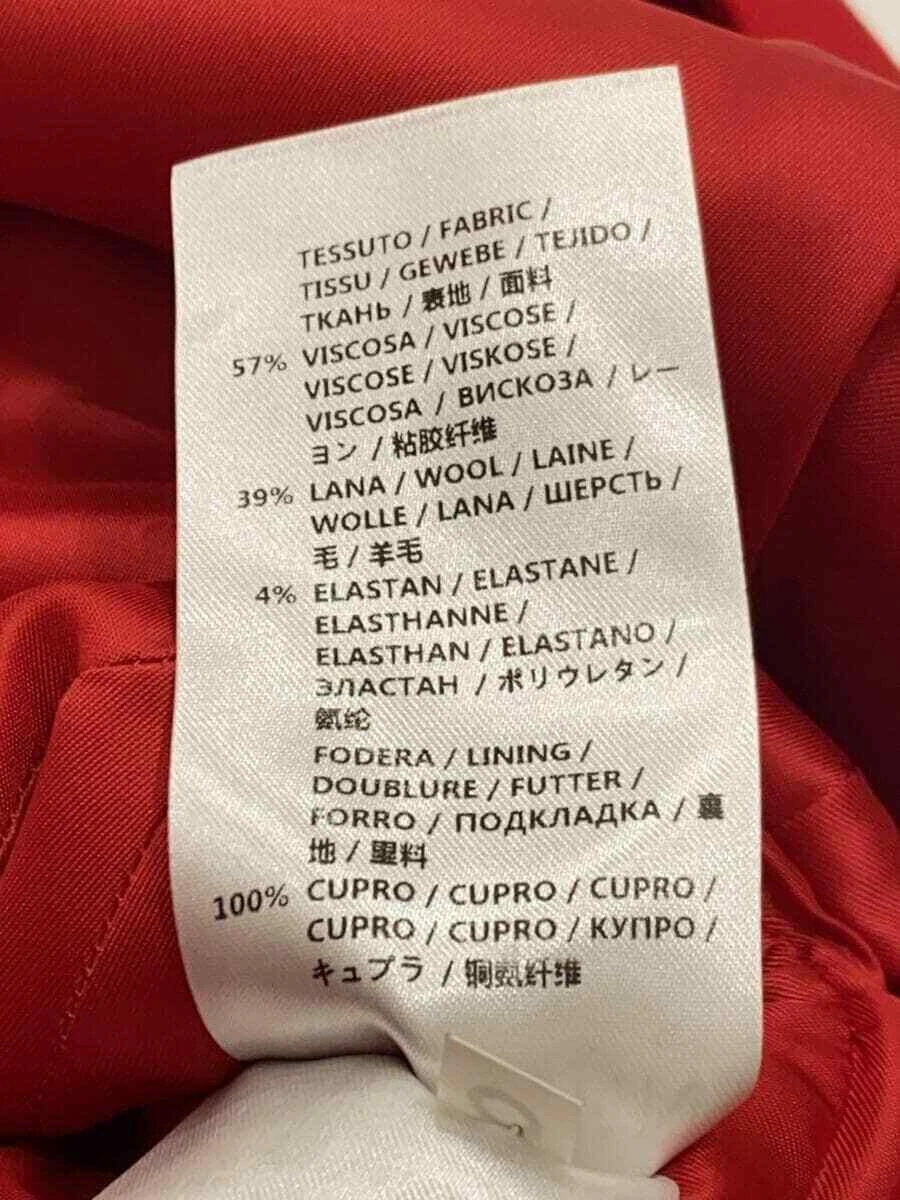 TESSUTO / FABRIC /
TISSU / GEWEBE / TEJIDO /
ТКАНЬ / 表地 / 面料
57% VISCOSA / VISCOSE /
VISCOSE / VISKOSE /
VISCOSA / ВИСКОЗА / レー
ヨン / 粘胶纤维
39% LANA / WOOL / LAINE /
WOLLE / LANA / ШЕРСТЬ /
毛 / 羊毛
4% ELASTAN / ELASTANE /
ELASTHANNE /
ELASTHAN / ELASTANO /
ЭЛАСТАН / ポリウレタン /
氨纶
FODERA / LINING /
DOUBLURE / FUTTER /
FORRO / ПОДКЛАДКА / 裏
地 / 里料
100% CUPRO / CUPRO / CUPRO /
CUPRO / CUPRO / КУПРО /
キュプラ / 铜氨纤维